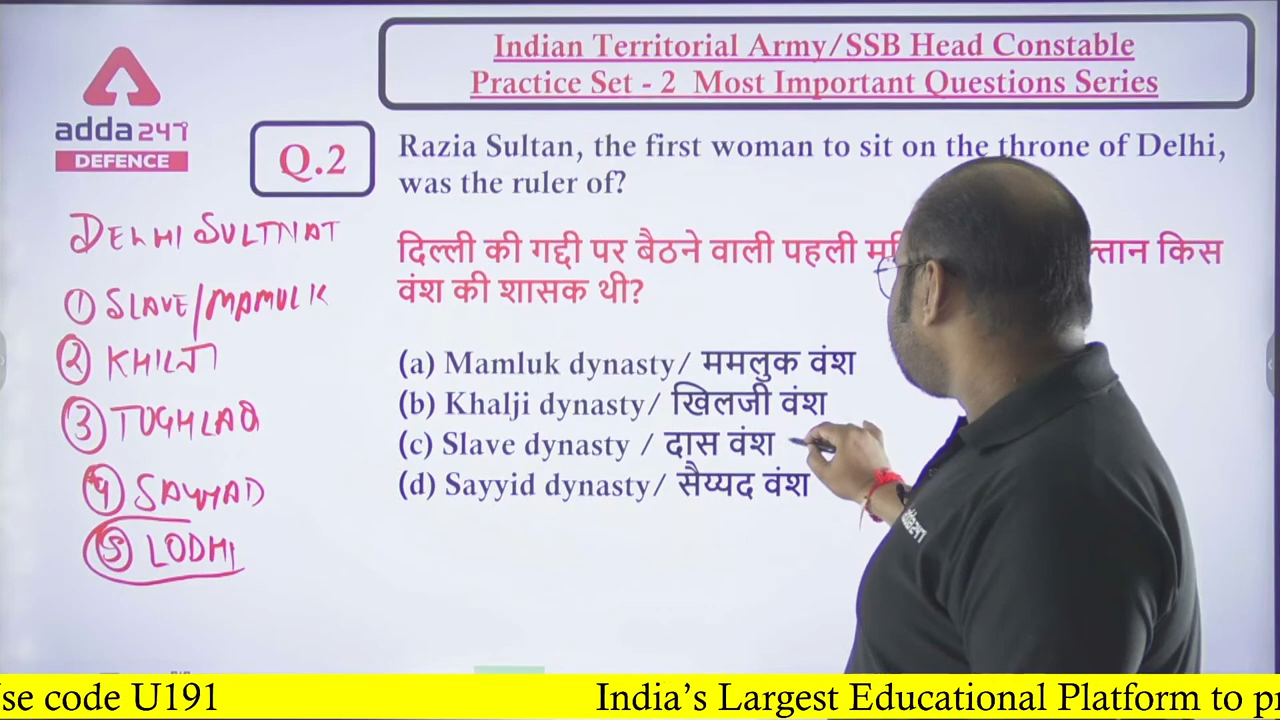 Indian Territorial Army/SSB Head Constable
Practice Set - 2 Most Important Questions Series
adda247
DEFENCE
Q.2
Razia Sultan, the first woman to sit on the throne of Delhi,
was the ruler of?
दिल्ली की गद्दी पर बैठने वाली पहली किस
वंश की शासक थी?
(a) Mamluk dynasty/ ममलुक वंश
(b) Khalji dynasty/ खिलजी वंश
(c) Slave dynasty / दास वंश
(d) Sayyid dynasty/ सैय्यद वंश
DELHI SULTNAT
① SLAVE/MAMULK
② KHILJI
③ TUGHLAQ
④ SAYYAD
⑤ LODHI
adda247
Use code U191 India's Largest Educational Platform to